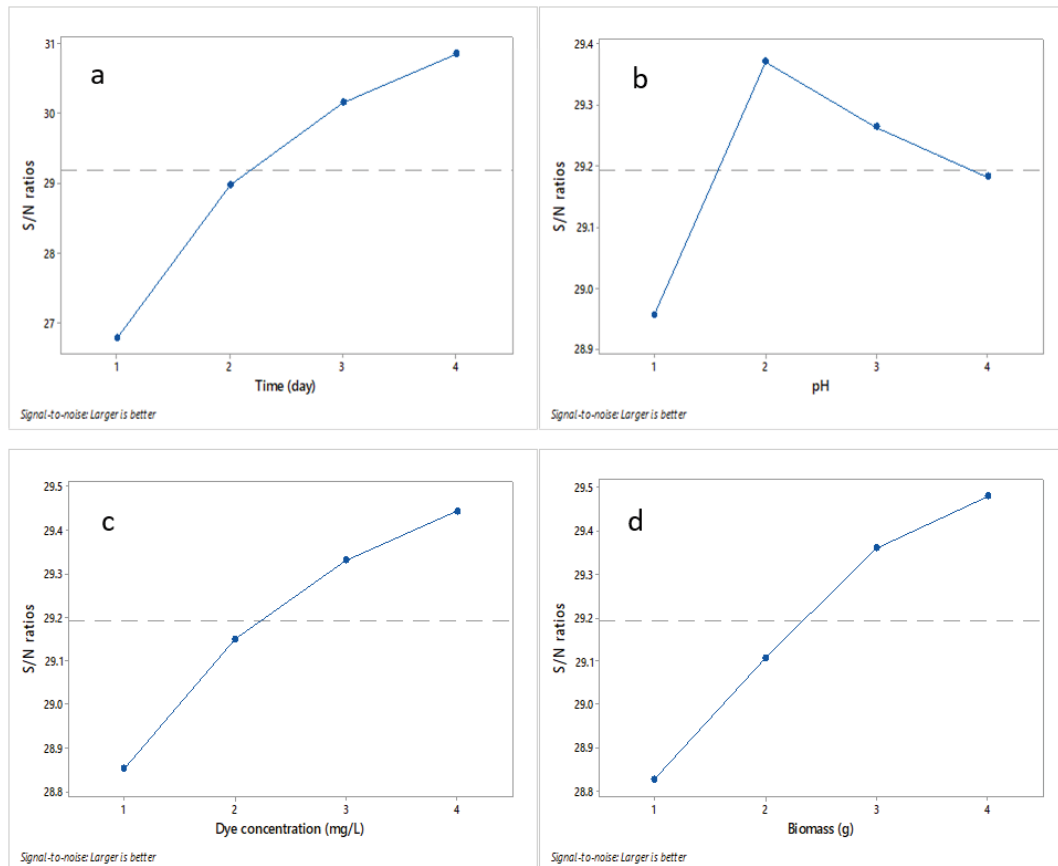 a
31
30
29
28
27
S/N ratios
1 2 3 4
Time (day)
Signal-to-noise: Larger is better
b
29.4
29.3
29.2
29.1
29.0
28.9
S/N ratios
1 2 3 4
pH
Signal-to-noise: Larger is better
c
29.5
29.4
29.3
29.2
29.1
29.0
28.9
28.8
S/N ratios
1 2 3 4
Dye concentration (mg/L)
Signal-to-noise: Larger is better
d
29.5
29.4
29.3
29.2
29.1
29.0
28.9
28.8
S/N ratios
1 2 3 4
Biomass (g)
Signal-to-noise: Larger is better